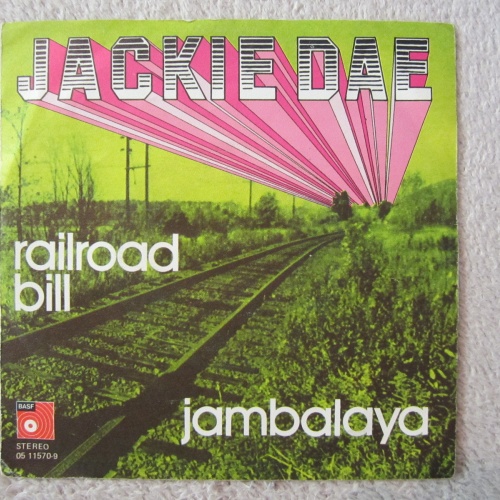 JACKIE DAE
railroad
bill
jambalaya
BASF
STEREO
05 11570-9